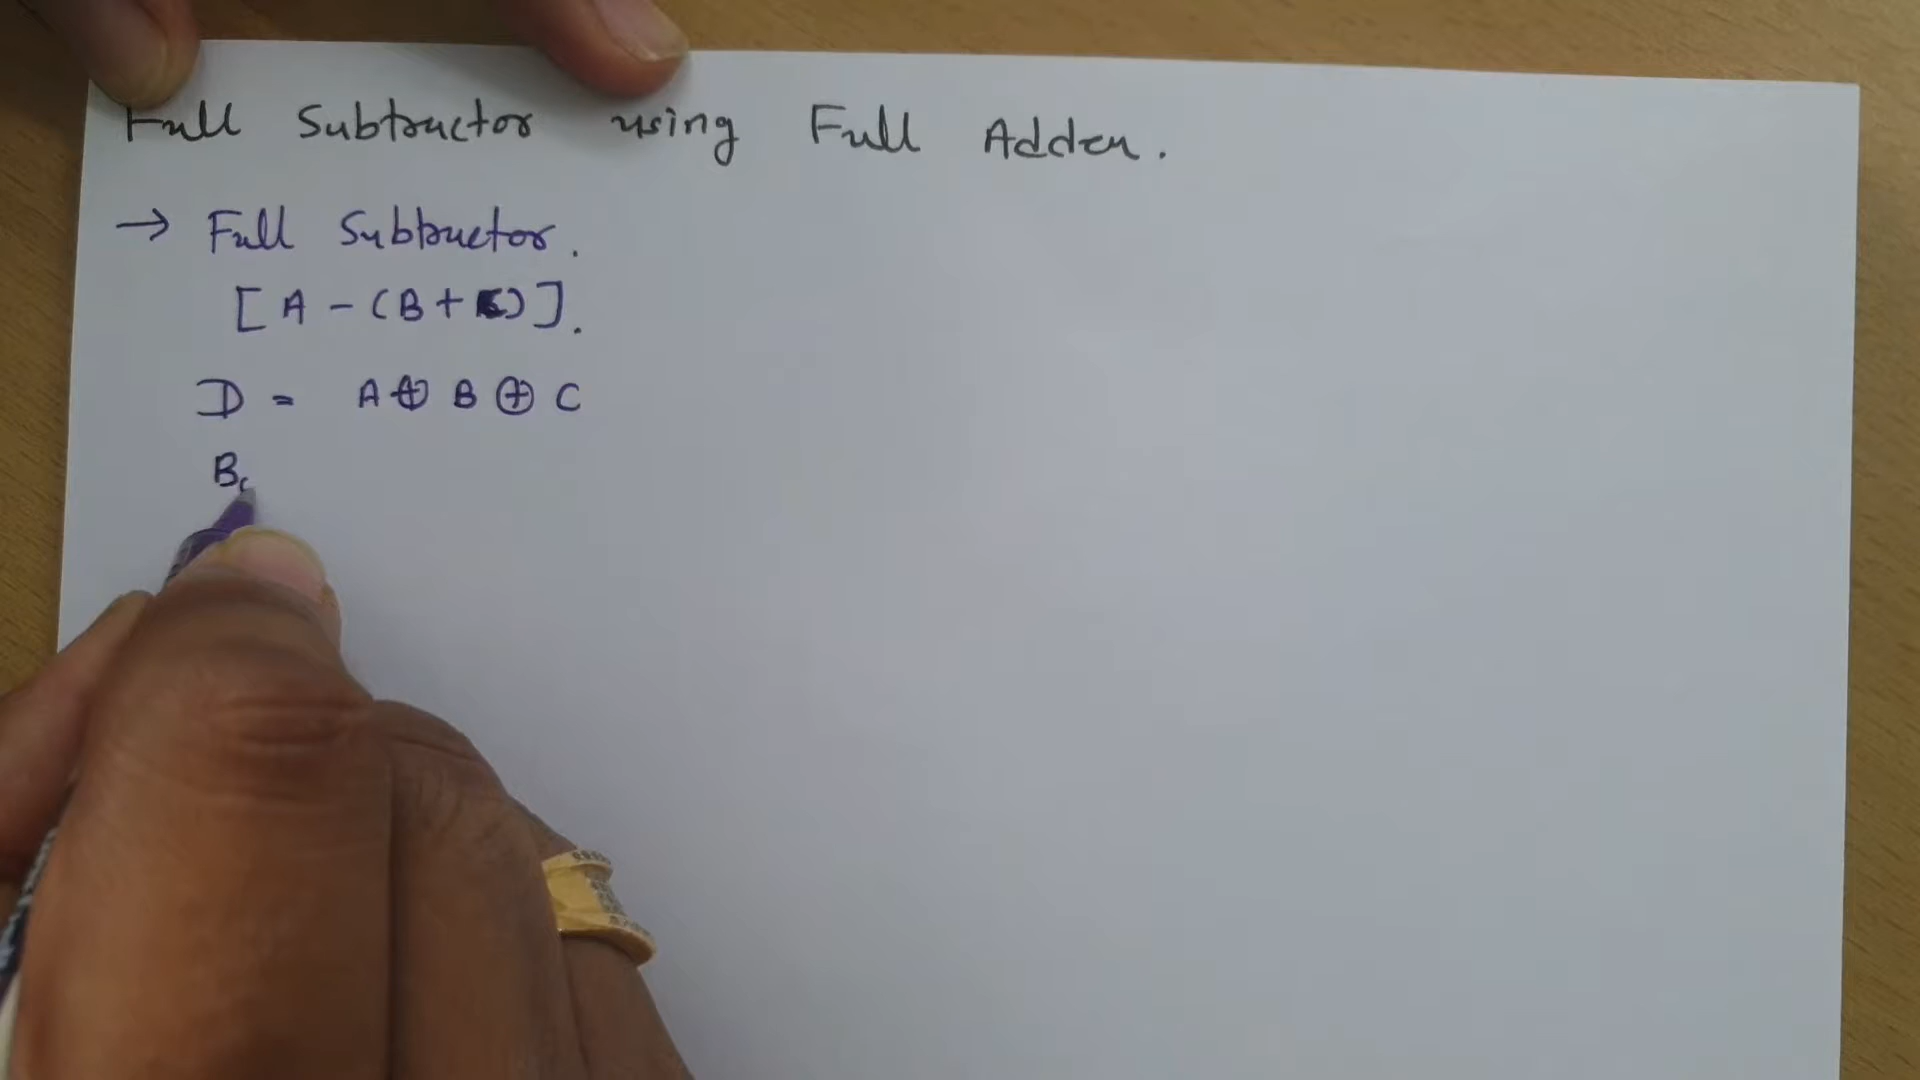 Full Subtractor using Full Adder.
→ Full Subtractor.
[A - (B + C)].
D = A ⊕ B ⊕ C
B